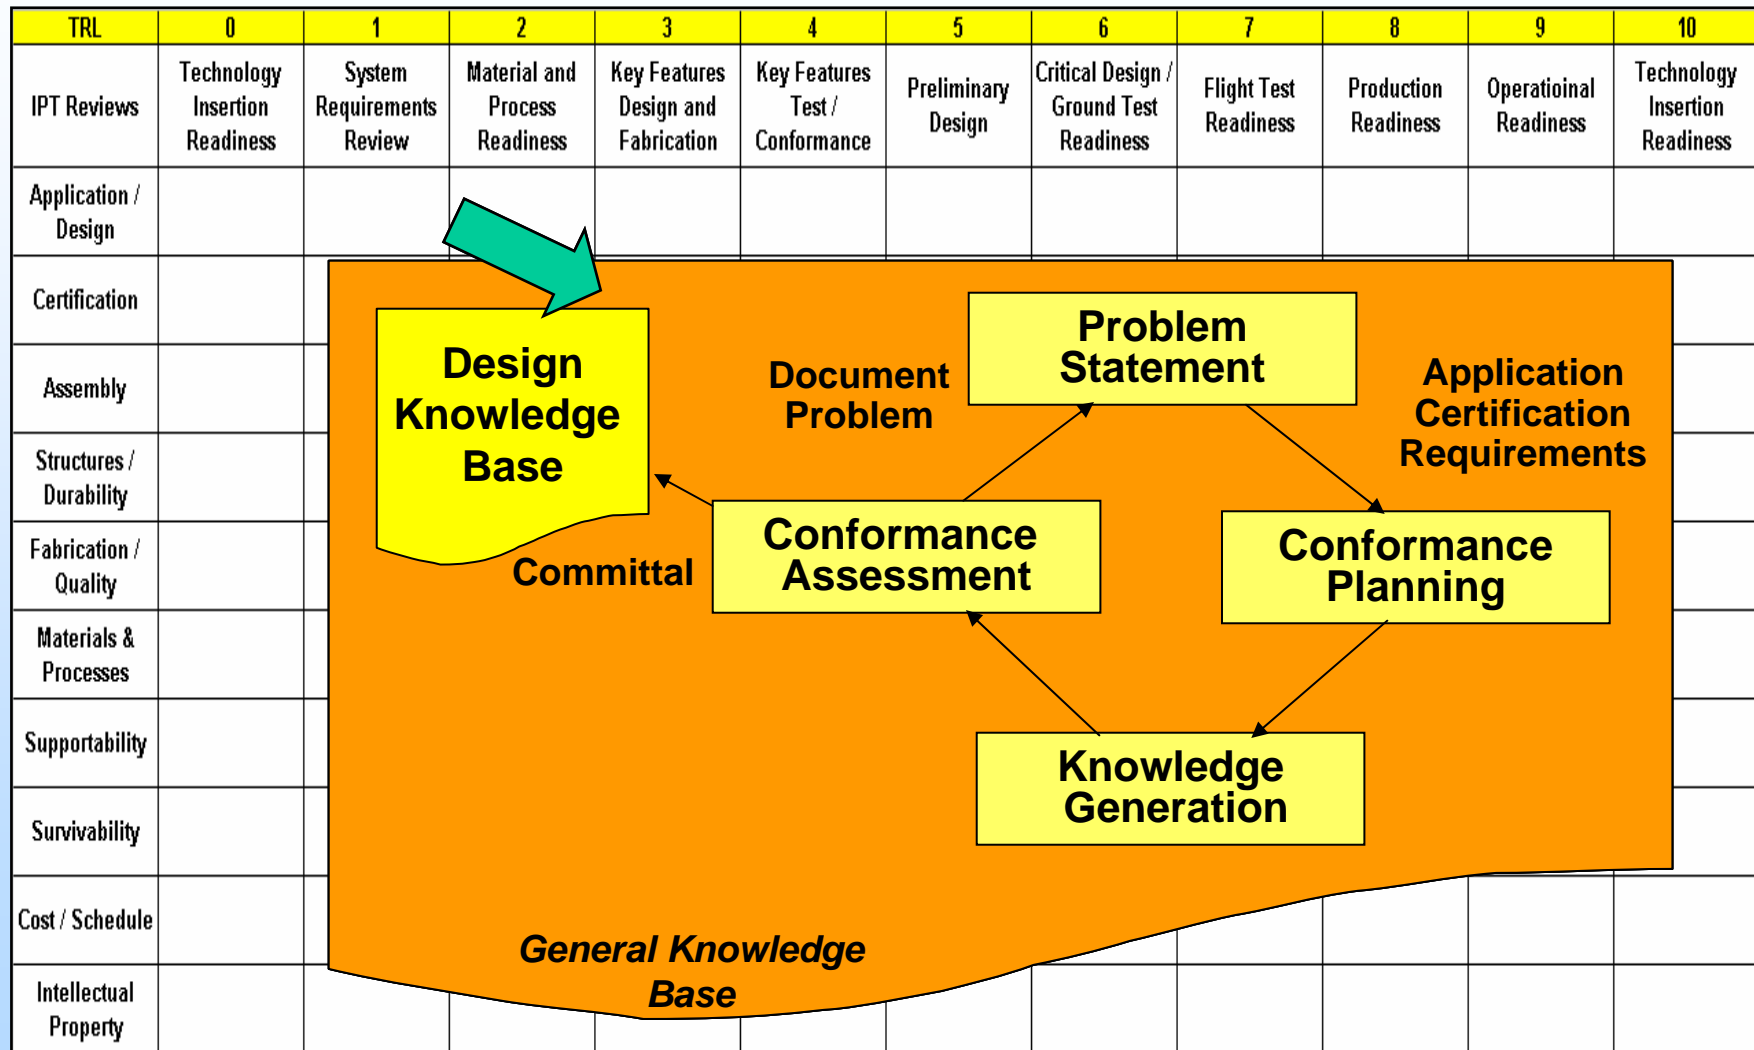 TRL 0 1 2 3 4 5 6 7 8 9 10
IPT Reviews
Technology
Insertion
Readiness
System
Requirements
Review
Material and
Process
Readiness
Key Features
Design and
Fabrication
Key Features
Test /
Conformance
Preliminary
Design
Critical Design /
Ground Test
Readiness
Flight Test
Readiness
Production
Readiness
Operatioinal
Readiness
Technology
Insertion
Readiness
Application /
Design
Certification
Assembly
Structures /
Durability
Fabrication /
Quality
Materials &
Processes
Supportability
Survivability
Cost / Schedule
Intellectual
Property
Design
Knowledge
Base
Document
Problem
Problem
Statement
Application
Certification
Requirements
Committal
Conformance
Assessment
Conformance
Planning
Knowledge
Generation
General Knowledge
Base